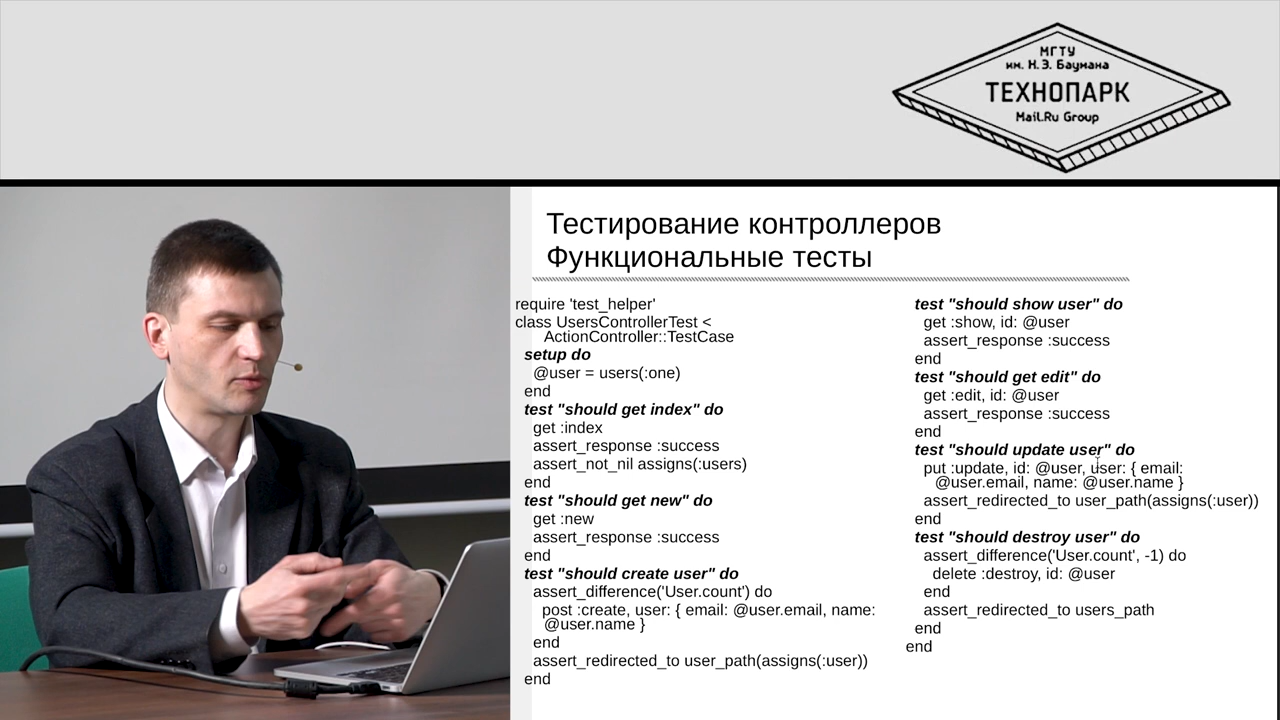 МГТУ
им. Н.Э. Баумана
ТЕХНОПАРК
Mail.Ru Group
Тестирование контроллеров
Функциональные тесты
require 'test_helper'
class UsersControllerTest <
ActionController::TestCase
setup do
@user = users(:one)
end
test "should get index" do
get :index
assert_response :success
assert_not_nil assigns(:users)
end
test "should get new" do
get :new
assert_response :success
end
test "should create user" do
assert_difference('User.count') do
post :create, user: { email: @user.email, name:
@user.name }
end
assert_redirected_to user_path(assigns(:user))
end
test "should show user" do
get :show, id: @user
assert_response :success
end
test "should get edit" do
get :edit, id: @user
assert_response :success
end
test "should update user" do
put :update, id: @user, user: { email:
@user.email, name: @user.name }
assert_redirected_to user_path(assigns(:user))
end
test "should destroy user" do
assert_difference('User.count', -1) do
delete :destroy, id: @user
end
assert_redirected_to users_path
end
end